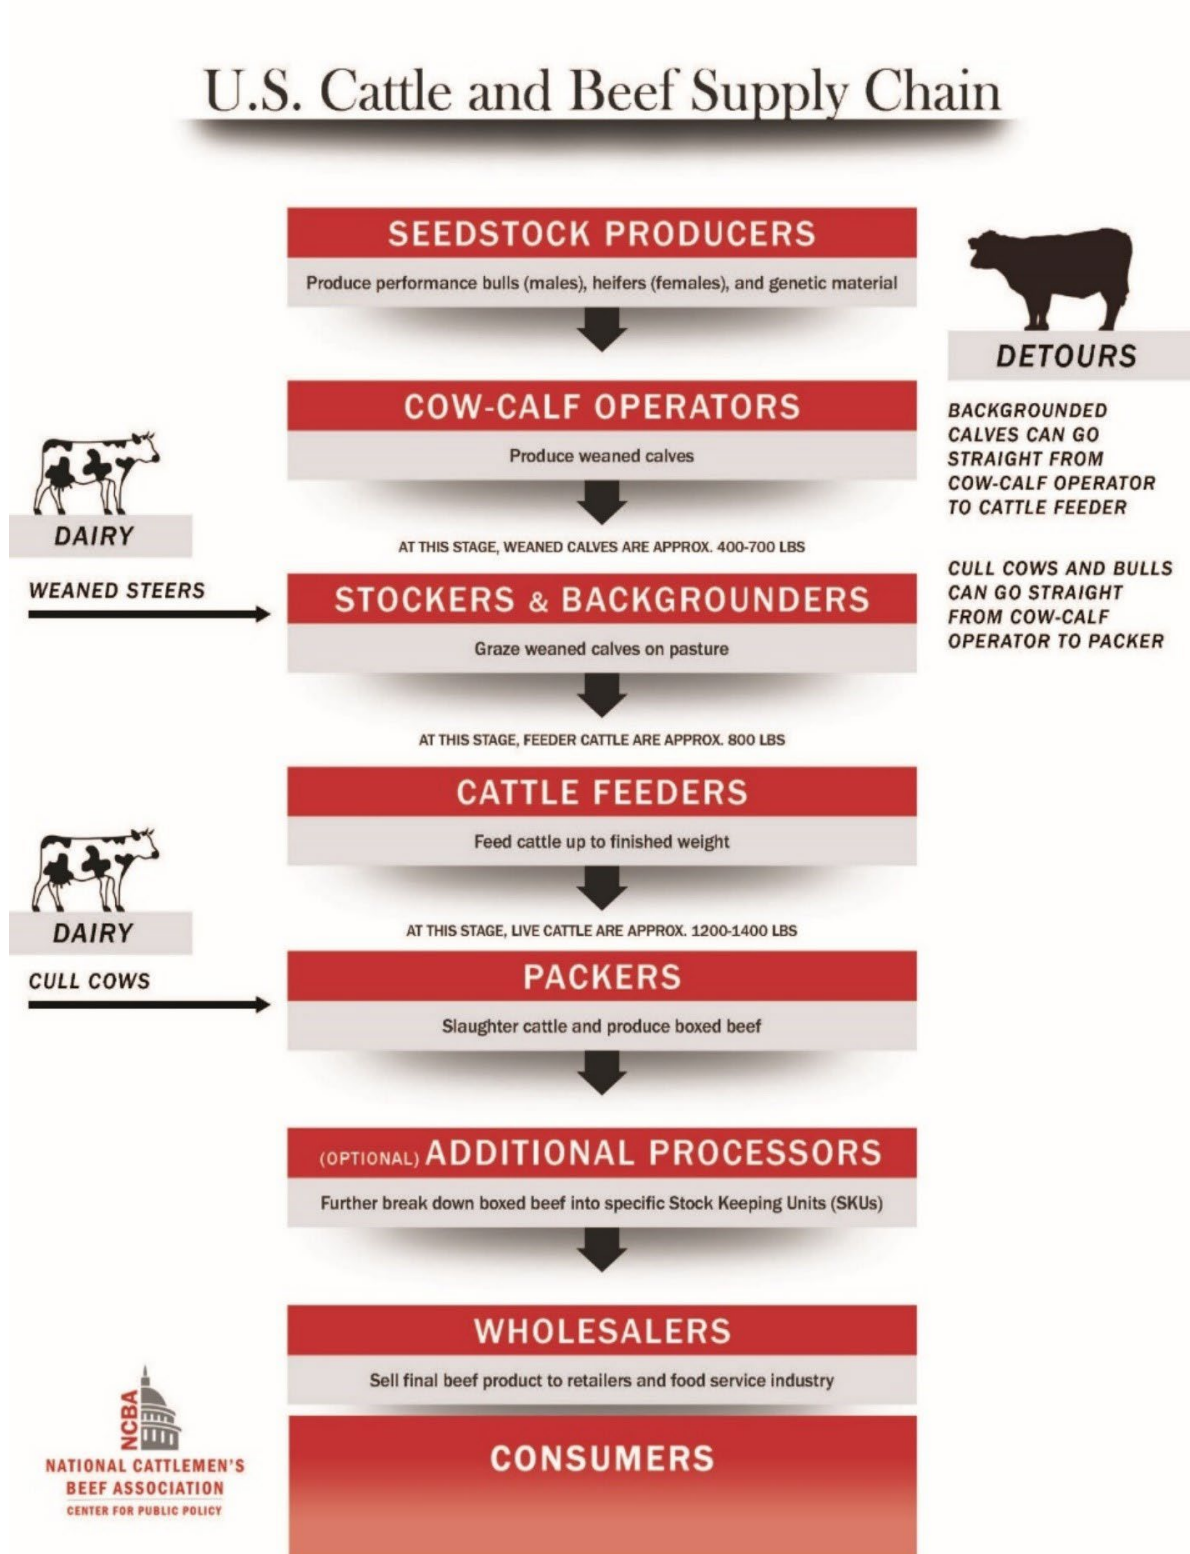 U.S. Cattle and Beef Supply Chain
SEEDSTOCK PRODUCERS
Produce performance bulls (males), heifers (females), and genetic material
COW-CALF OPERATORS
Produce weaned calves
AT THIS STAGE, WEANED CALVES ARE APPROX. 400-700 LBS
DAIRY
WEANED STEERS
STOCKERS & BACKGROUNDERS
Graze weaned calves on pasture
AT THIS STAGE, FEEDER CATTLE ARE APPROX. 800 LBS
CATTLE FEEDERS
Feed cattle up to finished weight
AT THIS STAGE, LIVE CATTLE ARE APPROX. 1200-1400 LBS
DAIRY
CULL COWS
PACKERS
Slaughter cattle and produce boxed beef
(OPTIONAL) ADDITIONAL PROCESSORS
Further break down boxed beef into specific Stock Keeping Units (SKUs)
WHOLESALERS
Sell final beef product to retailers and food service industry
CONSUMERS
DETOURS
BACKGROUNDED
CALVES CAN GO
STRAIGHT FROM
COW-CALF OPERATOR
TO CATTLE FEEDER
CULL COWS AND BULLS
CAN GO STRAIGHT
FROM COW-CALF
OPERATOR TO PACKER
NCBA
NATIONAL CATTLEMEN'S
BEEF ASSOCIATION
CENTER FOR PUBLIC POLICY